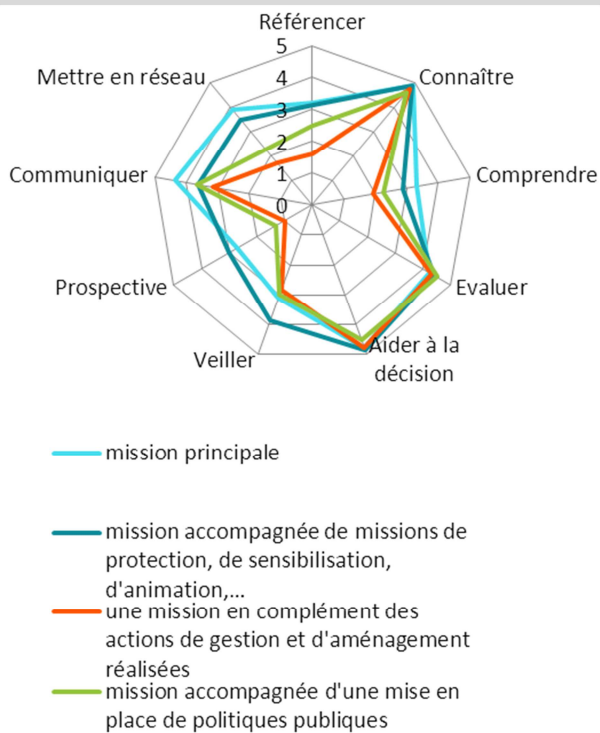 Référencer
5
Mettre en réseau
4
Connaître
3
2
Communiquer
1
Comprendre
0
Prospective
Evaluer
Veiller
Aider à la
décision
mission principale
mission accompagnée de missions de
protection, de sensibilisation,
d'animation,...
une mission en complément des
actions de gestion et d'aménagement
réalisées
mission accompagnée d'une mise en
place de politiques publiques